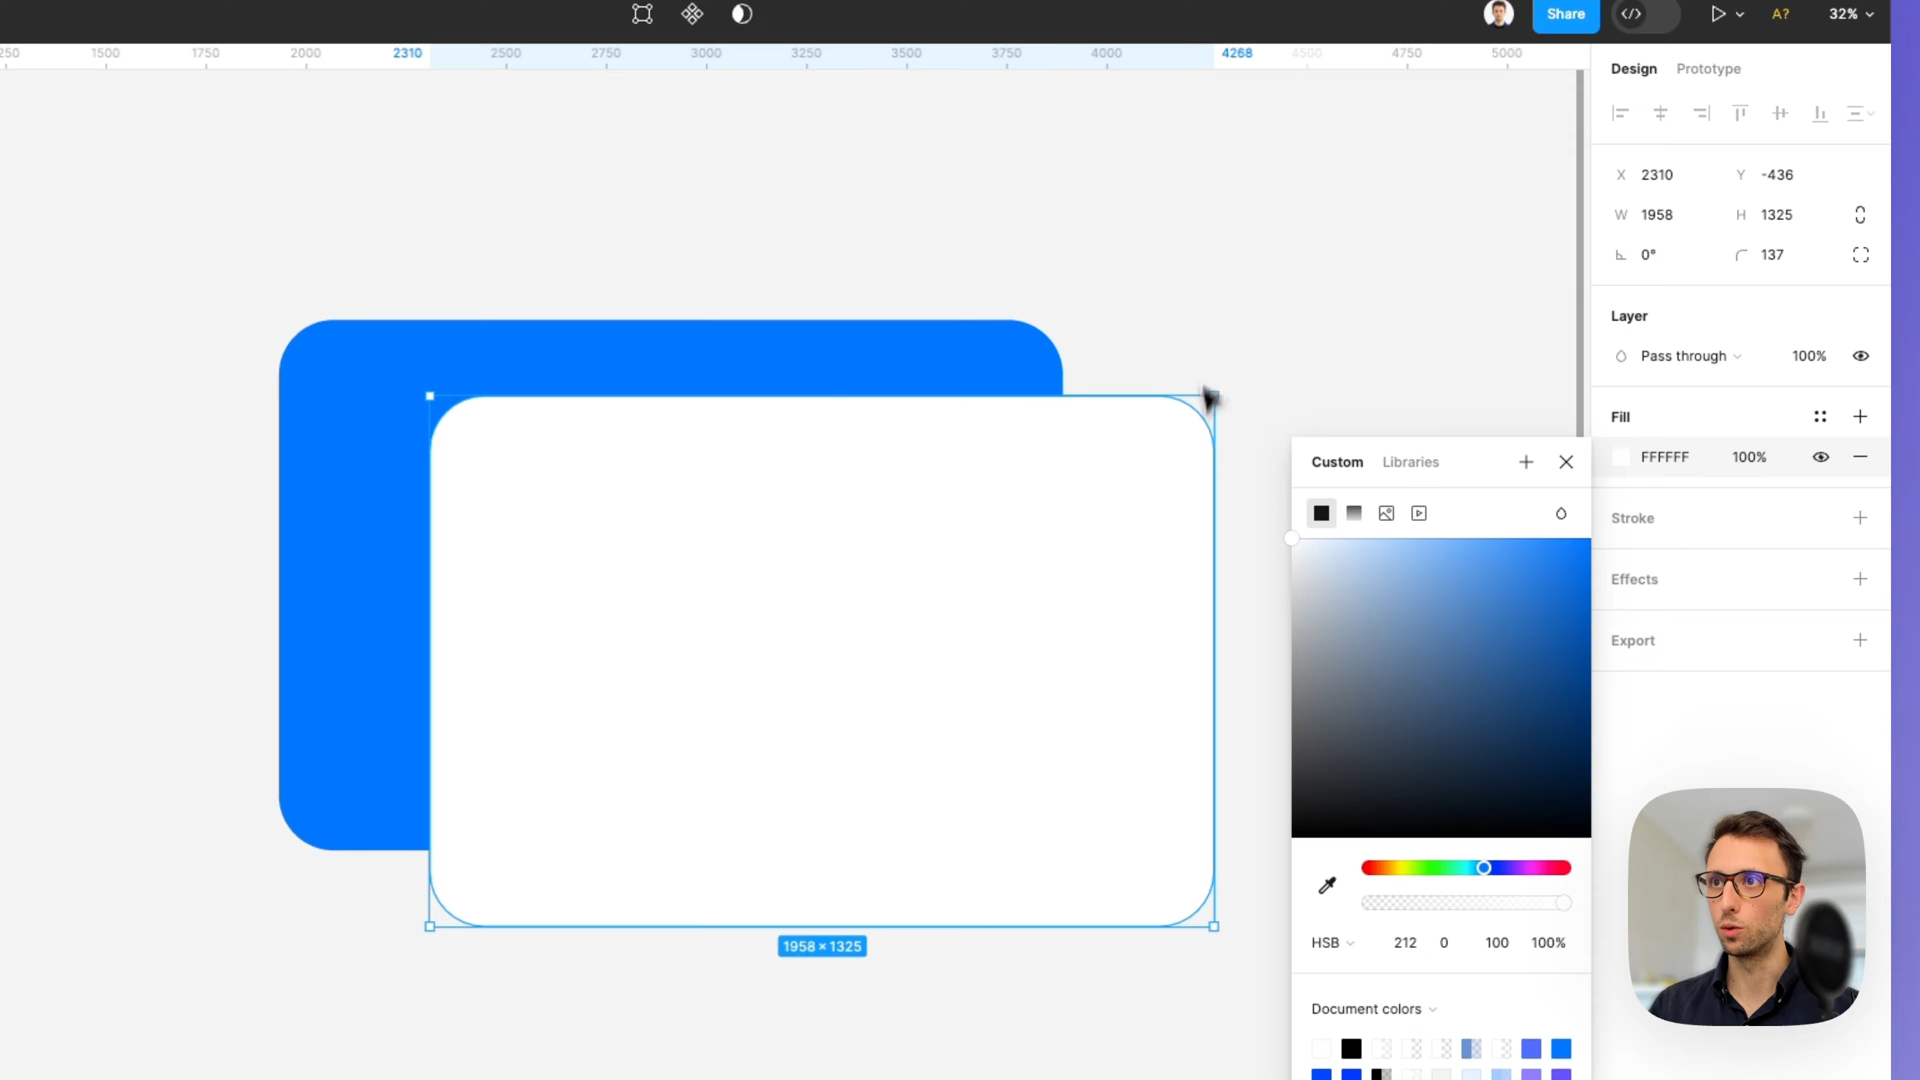 Share
A?
32%
250 1500 1750 2000 2310 2500 2750 3000 3250 3500 3750 4000 4268 4500 4750 5000
Design Prototype
X 2310 Y -436
W 1958 H 1325
0° 137
Layer
Pass through 100%
Fill
FFFFFF 100%
Custom Libraries
Stroke
Effects
Export
1958 × 1325
HSB 212 0 100 100%
Document colors